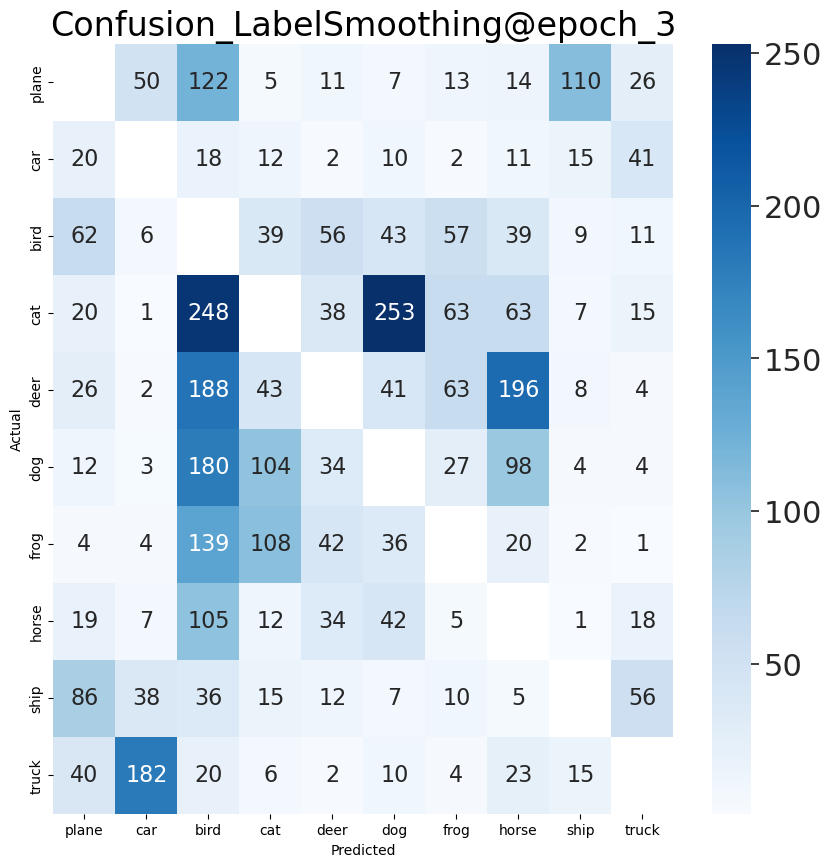 Confusion_LabelSmoothing@epoch_3
plane 50 122 5 11 7 13 14 110 26
car 20 18 12 2 10 2 11 15 41
bird 62 6 39 56 43 57 39 9 11
cat 20 1 248 38 253 63 63 7 15
deer 26 2 188 43 41 63 196 8 4
dog 12 3 180 104 34 27 98 4 4
frog 4 4 139 108 42 36 20 2 1
horse 19 7 105 12 34 42 5 1 18
ship 86 38 36 15 12 7 10 5 56
truck 40 182 20 6 2 10 4 23 15
plane car bird cat deer dog frog horse ship truck
Predicted
Actual
250
200
150
100
50